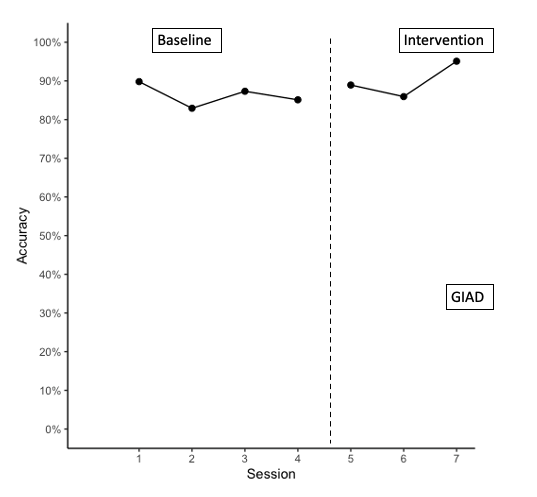 Baseline
Intervention
100%
90%
80%
70%
60%
50%
40%
30%
20%
10%
0%
Accuracy
GIAD
1 2 3 4 5 6 7
Session